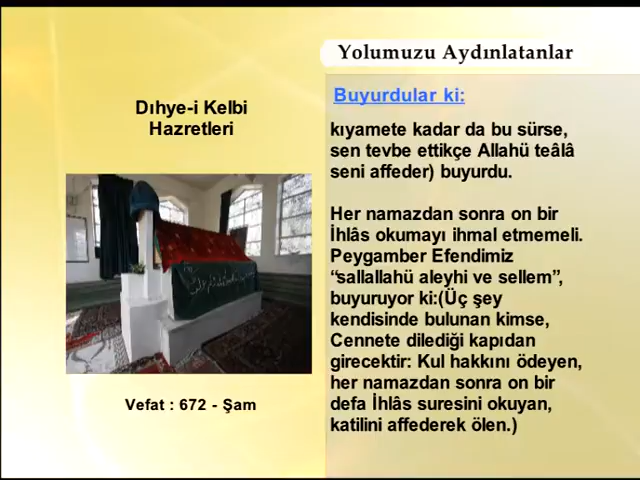 Yolumuzu Aydınlatanlar
Dıhye-i Kelbi
Hazretleri
Vefat : 672 - Şam
Buyurdular ki:
kıyamete kadar da bu sürse,
sen tevbe ettikçe Allahü teâlâ
seni affeder) buyurdu.
Her namazdan sonra on bir
İhlâs okumayı ihmal etmemeli.
Peygamber Efendimiz
“sallallahü aleyhi ve sellem”,
buyuruyor ki:(Üç şey
kendisinde bulunan kimse,
Cennete dilediği kapıdan
girecektir: Kul hakkını ödeyen,
her namazdan sonra on bir
defa İhlâs suresini okuyan,
katilini affederek ölen.)